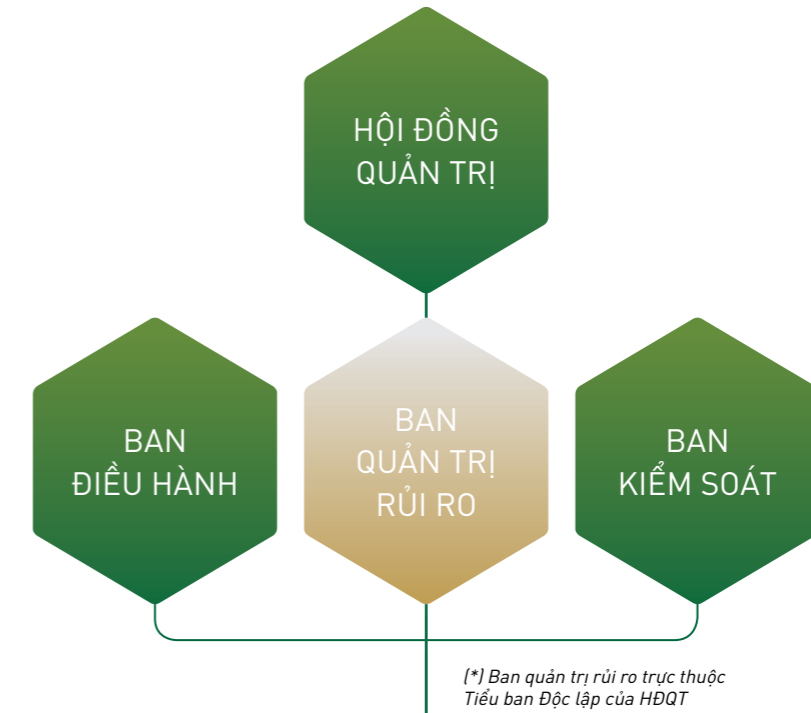 HỘI ĐỒNG
QUẢN TRỊ
BAN
ĐIỀU HÀNH
BAN
QUẢN TRỊ
RỦI RO
BAN
KIỂM SOÁT
(*) Ban quản trị rủi ro trực thuộc
Tiểu ban Độc lập của HĐQT